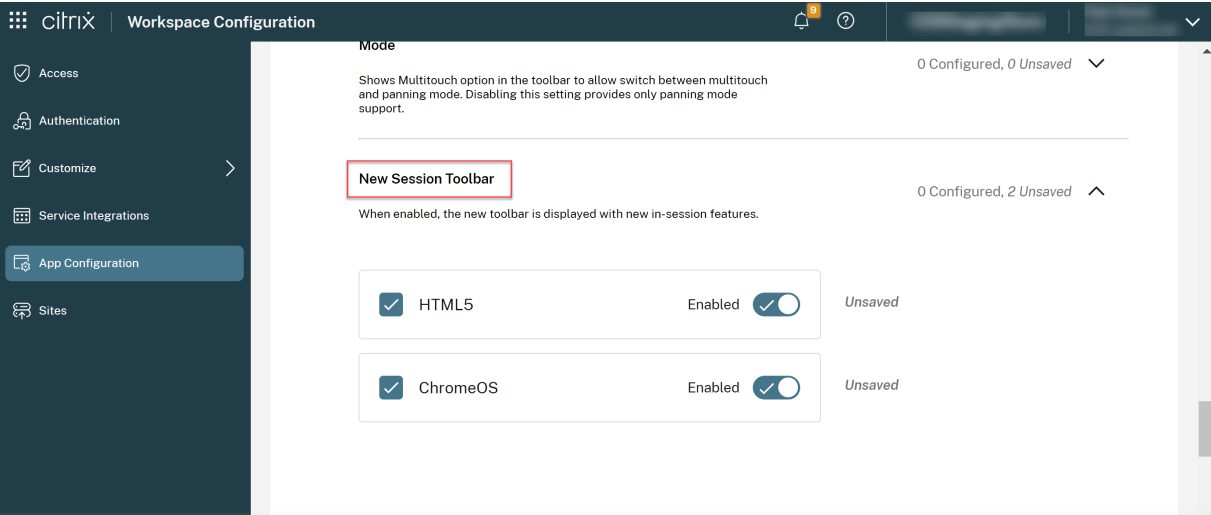 citrix
Workspace Configuration
9
Access
Authentication
Customize
Service Integrations
App Configuration
Sites
Mode
0 Configured, 0 Unsaved
Shows Multitouch option in the toolbar to allow switch between multitouch
and panning mode. Disabling this setting provides only panning mode
support.
New Session Toolbar
0 Configured, 2 Unsaved
When enabled, the new toolbar is displayed with new in-session features.
HTML5
Enabled
Unsaved
ChromeOS
Enabled
Unsaved